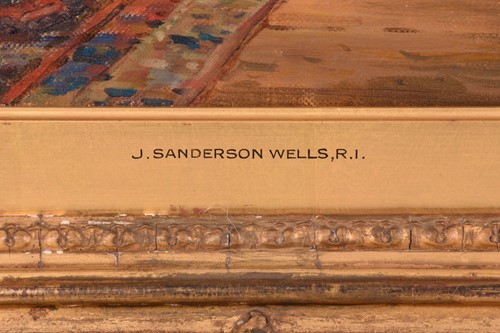 J. SANDERSON WELLS, R.I.